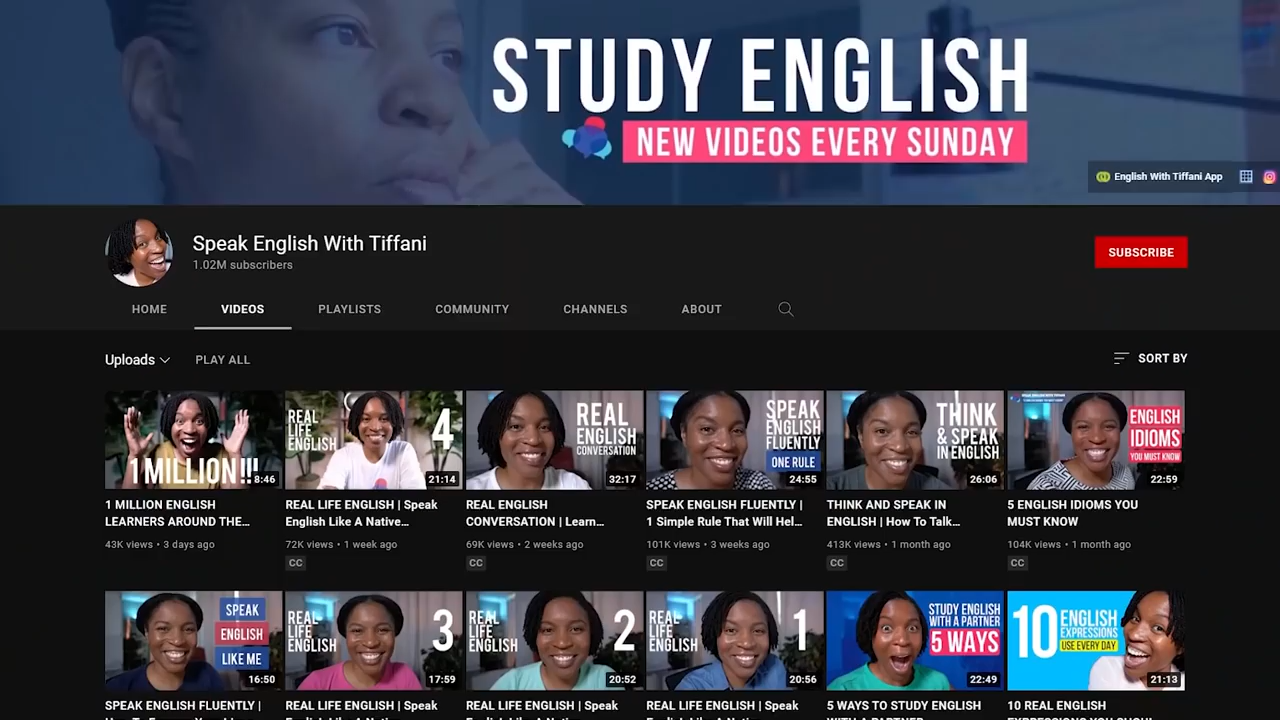 STUDY ENGLISH
NEW VIDEOS EVERY SUNDAY
English With Tiffani App
Speak English With Tiffani
1.02M subscribers
SUBSCRIBE
HOME VIDEOS PLAYLISTS COMMUNITY CHANNELS ABOUT
Uploads PLAY ALL
SORT BY
1 MILLION!!!
8:46
REAL
LIFE
ENGLISH
4
21:14
REAL
ENGLISH
CONVERSATION
32:17
SPEAK
ENGLISH
FLUENTLY
ONE RULE
24:55
THINK
& SPEAK
IN ENGLISH
26:06
ENGLISH
IDIOMS
YOU MUST KNOW
22:59
1 MILLION ENGLISH
LEARNERS AROUND THE...
43K views • 3 days ago
REAL LIFE ENGLISH | Speak
English Like A Native...
72K views • 1 week ago
CC
REAL ENGLISH
CONVERSATION | Learn...
69K views • 2 weeks ago
CC
SPEAK ENGLISH FLUENTLY |
1 Simple Rule That Will Hel...
101K views • 3 weeks ago
CC
THINK AND SPEAK IN
ENGLISH | How To Talk...
413K views • 1 month ago
CC
5 ENGLISH IDIOMS YOU
MUST KNOW
104K views • 1 month ago
CC
SPEAK
ENGLISH
LIKE ME
16:50
REAL
LIFE
ENGLISH
3
17:59
REAL
LIFE
ENGLISH
2
20:52
REAL
LIFE
ENGLISH
1
20:56
STUDY ENGLISH
WITH A PARTNER
5 WAYS
22:49
10 ENGLISH
EXPRESSIONS
USE EVERY DAY
21:13
SPEAK ENGLISH FLUENTLY |
REAL LIFE ENGLISH | Speak
REAL LIFE ENGLISH | Speak
REAL LIFE ENGLISH | Speak
5 WAYS TO STUDY ENGLISH
WITH A PARTNER
10 REAL ENGLISH